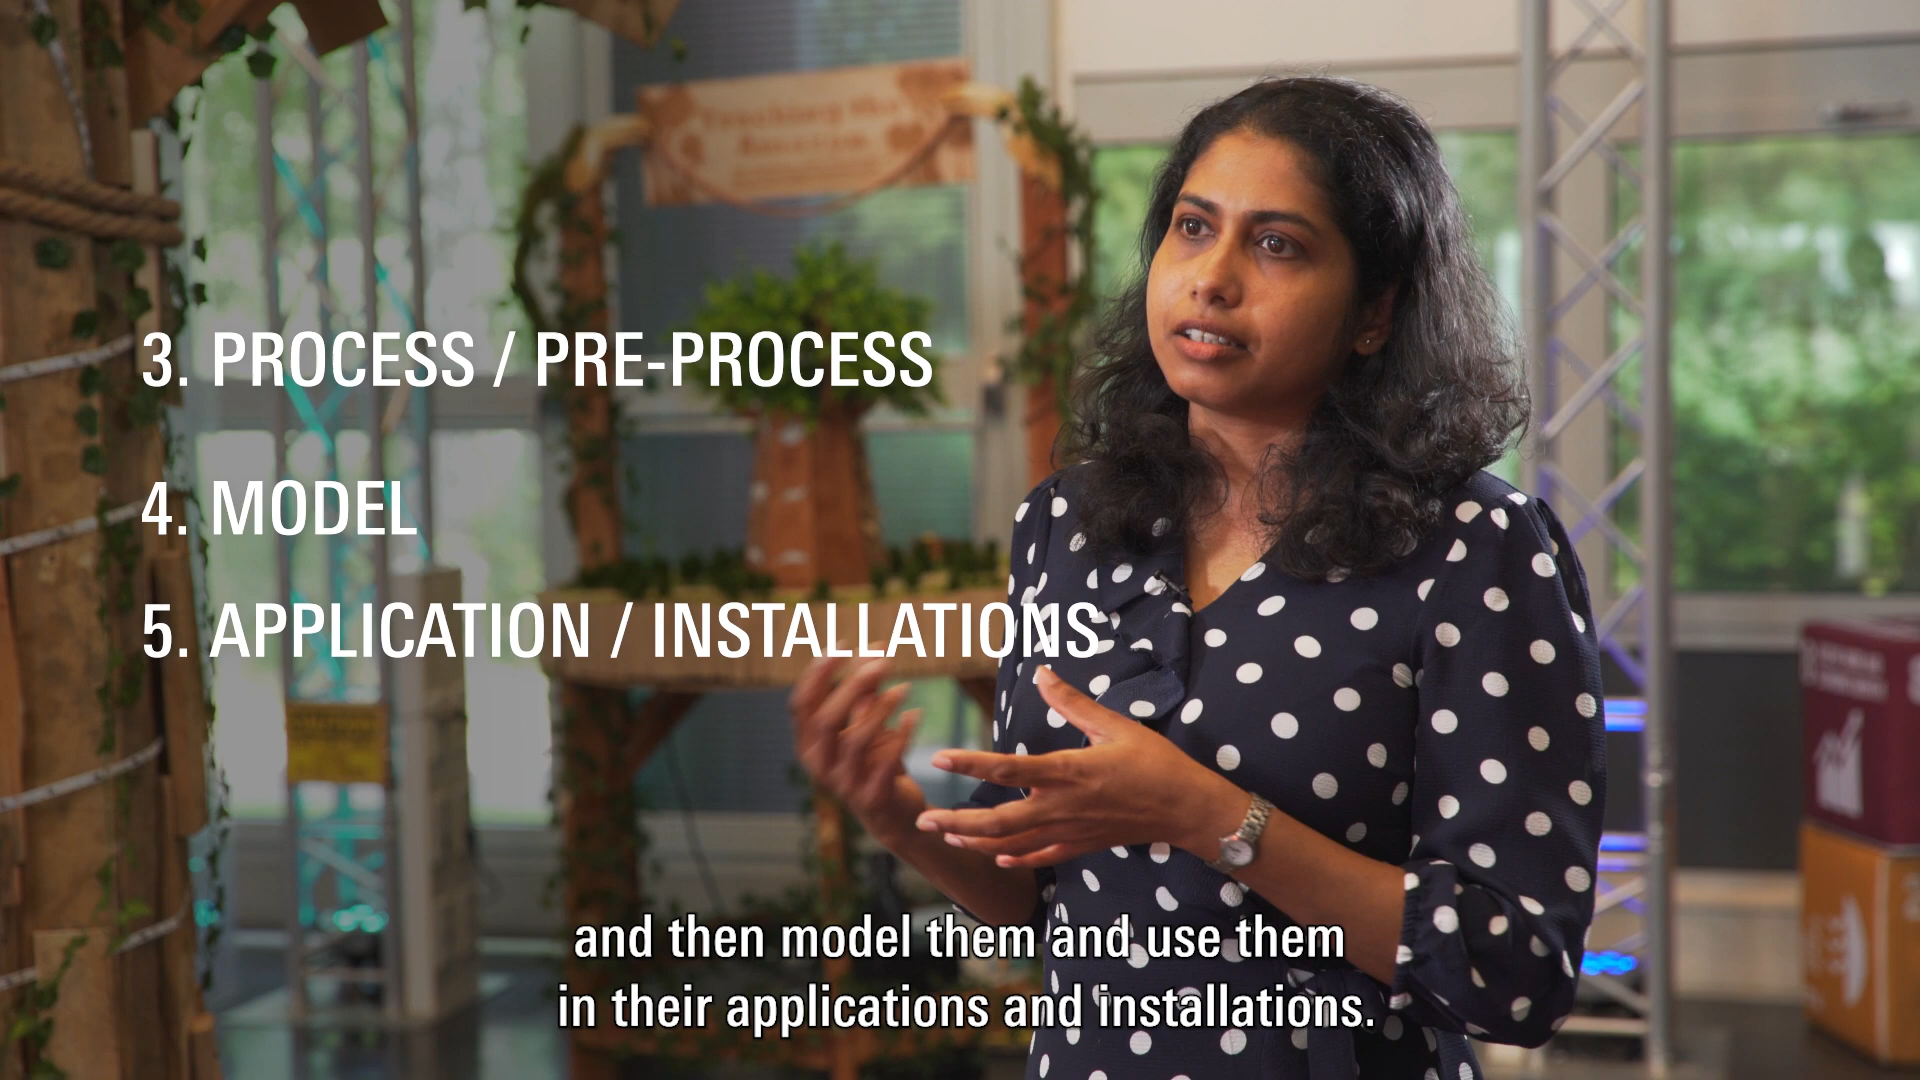 3. PROCESS / PRE-PROCESS
4. MODEL
5. APPLICATION / INSTALLATIONS
and then model them and use them
in their applications and installations.